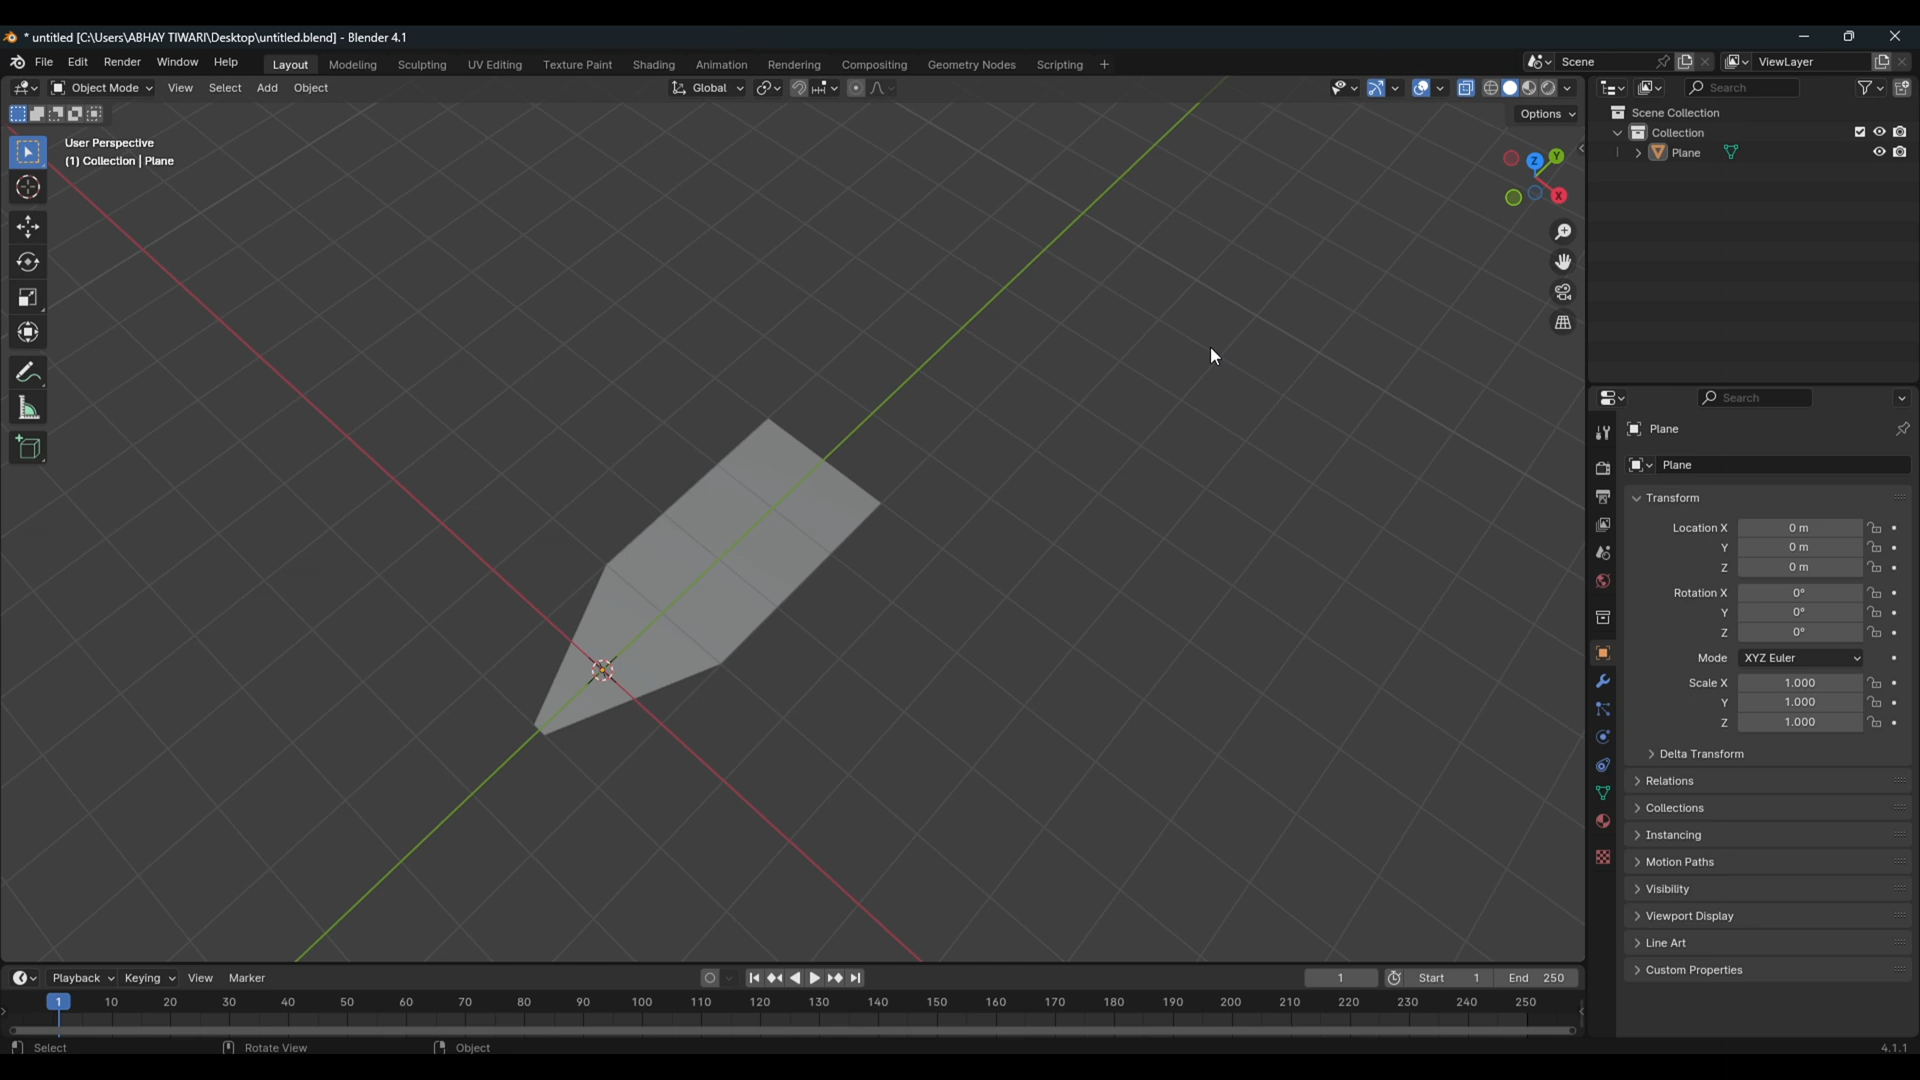 * untitled [C:\Users\ABHAY TIWARI\Desktop\untitled.blend] - Blender 4.1
File Edit Render Window Help Layout Modeling Sculpting UV Editing Texture Paint Shading Animation Rendering Compositing Geometry Nodes Scripting + Scene ViewLayer
Object Mode View Select Add Object Global Search
Options
Scene Collection
Collection
Plane
User Perspective
(1) Collection | Plane
Z Y X
Search
Plane
Plane
Transform
Location X 0 m
Y 0 m
Z 0 m
Rotation X 0°
Y 0°
Z 0°
Mode XYZ Euler
Scale X 1.000
Y 1.000
Z 1.000
Delta Transform
Relations
Collections
Instancing
Motion Paths
Visibility
Viewport Display
Line Art
Custom Properties
Playback Keying View Marker 1 Start 1 End 250
1 10 20 30 40 50 60 70 80 90 100 110 120 130 140 150 160 170 180 190 200 210 220 230 240 250
Select Rotate View Object 4.1.1